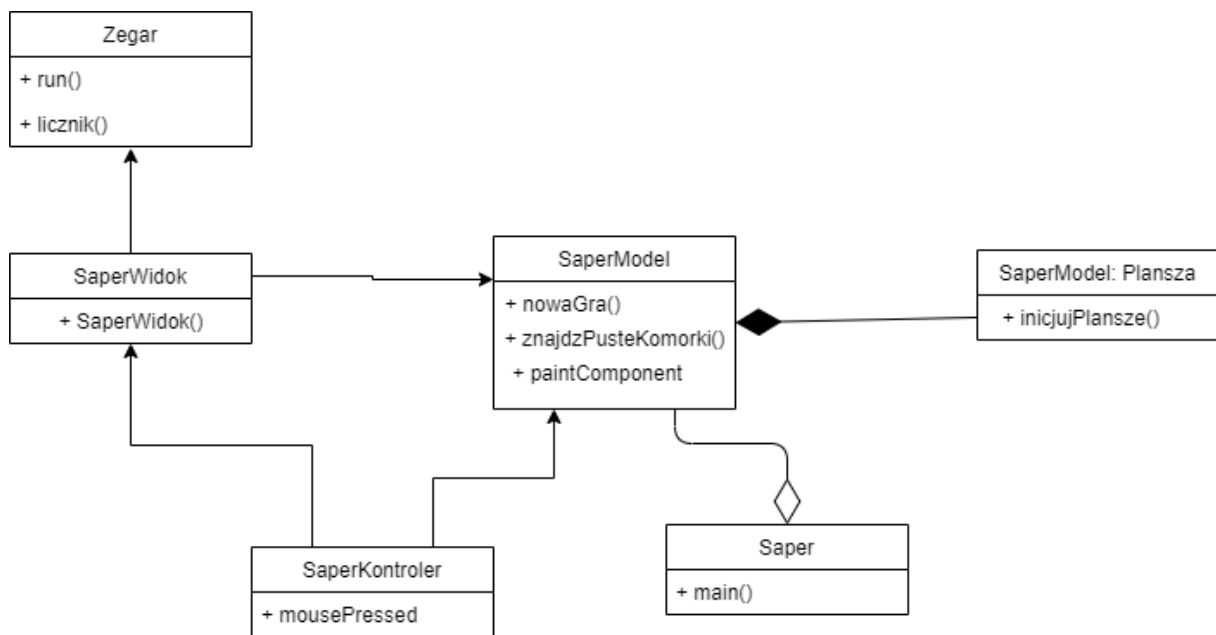 Zegar
+ run()
+ licznik()
SaperWidok
+ SaperWidok()
SaperModel
+ nowaGra()
+ znajdzPusteKomorki()
+ paintComponent
SaperModel: Plansza
+ inicjujPlansze()
SaperKontroler
+ mousePressed
Saper
+ main()